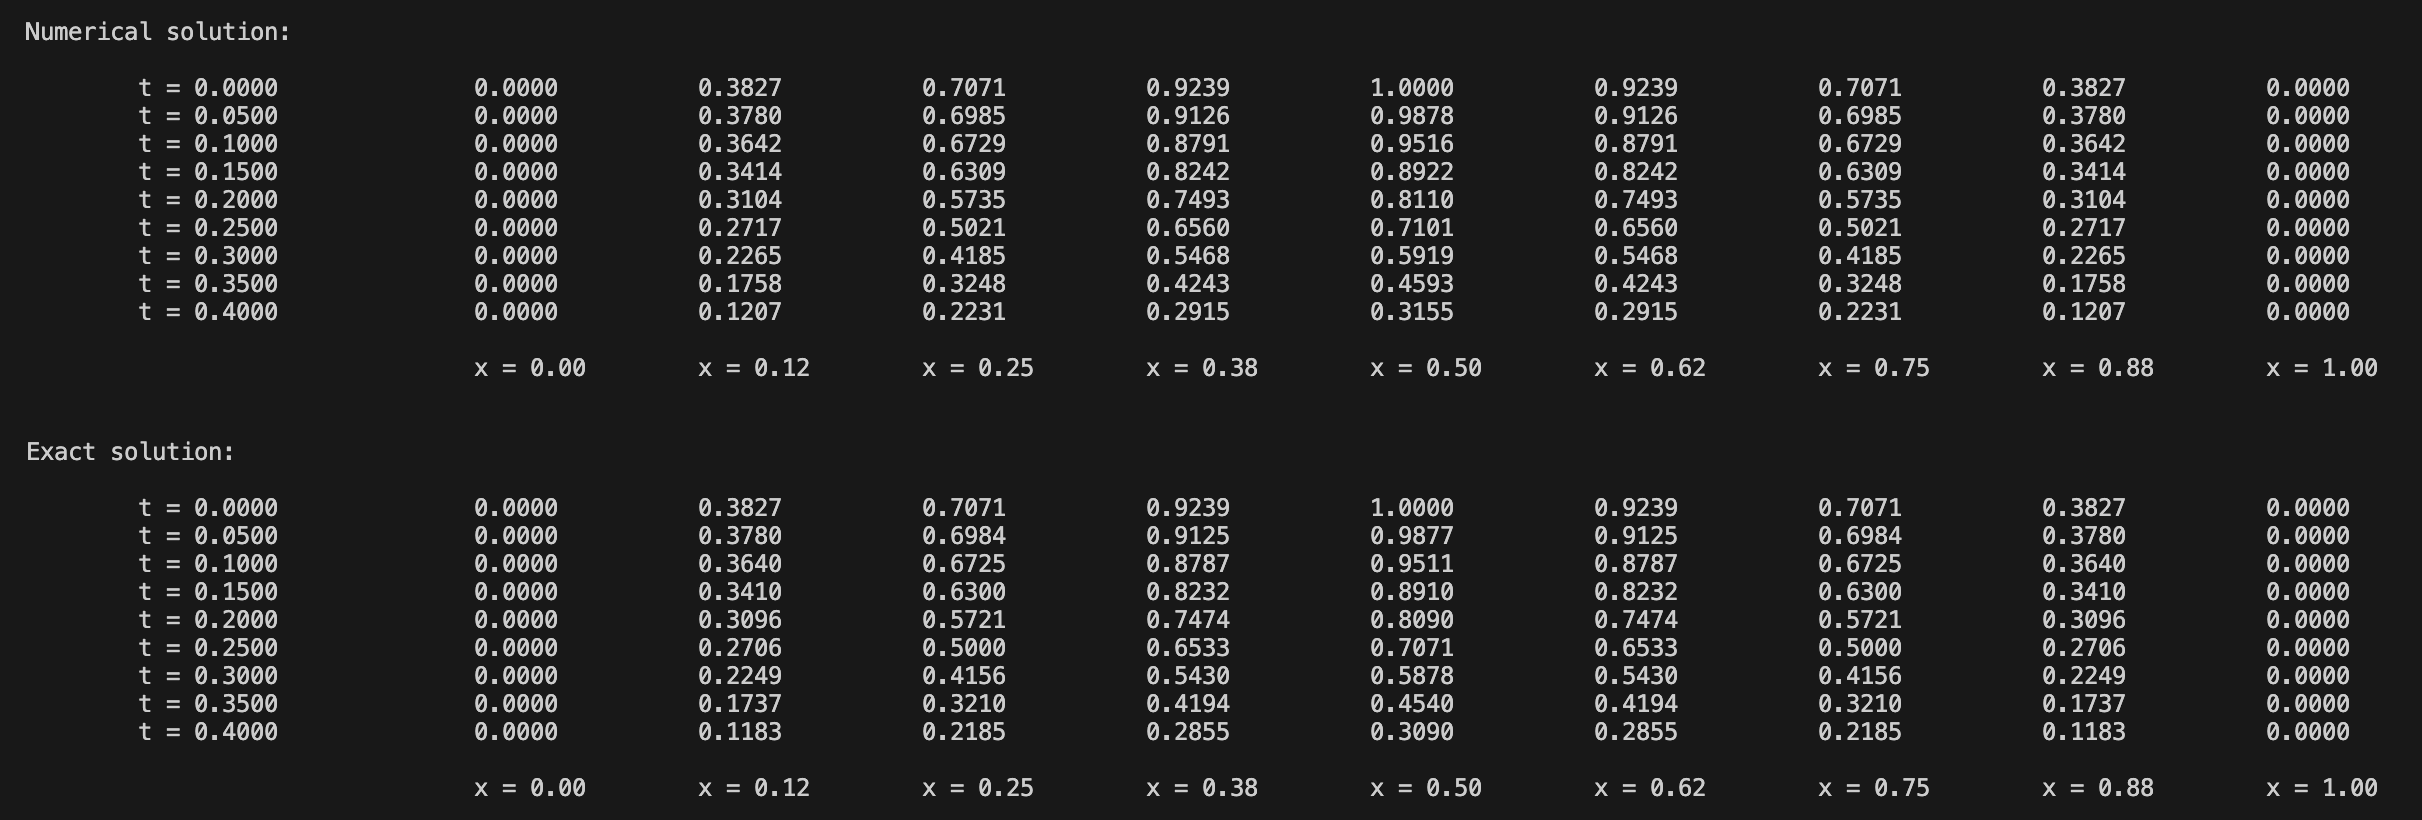 Numerical solution:
t = 0.0000 0.0000 0.3827 0.7071 0.9239 1.0000 0.9239 0.7071 0.3827 0.0000
t = 0.0500 0.0000 0.3780 0.6985 0.9126 0.9878 0.9126 0.6985 0.3780 0.0000
t = 0.1000 0.0000 0.3642 0.6729 0.8791 0.9516 0.8791 0.6729 0.3642 0.0000
t = 0.1500 0.0000 0.3414 0.6309 0.8242 0.8922 0.8242 0.6309 0.3414 0.0000
t = 0.2000 0.0000 0.3104 0.5735 0.7493 0.8110 0.7493 0.5735 0.3104 0.0000
t = 0.2500 0.0000 0.2717 0.5021 0.6560 0.7101 0.6560 0.5021 0.2717 0.0000
t = 0.3000 0.0000 0.2265 0.4185 0.5468 0.5919 0.5468 0.4185 0.2265 0.0000
t = 0.3500 0.0000 0.1758 0.3248 0.4243 0.4593 0.4243 0.3248 0.1758 0.0000
t = 0.4000 0.0000 0.1207 0.2231 0.2915 0.3155 0.2915 0.2231 0.1207 0.0000
x = 0.00 x = 0.12 x = 0.25 x = 0.38 x = 0.50 x = 0.62 x = 0.75 x = 0.88 x = 1.00
Exact solution:
t = 0.0000 0.0000 0.3827 0.7071 0.9239 1.0000 0.9239 0.7071 0.3827 0.0000
t = 0.0500 0.0000 0.3780 0.6984 0.9125 0.9877 0.9125 0.6984 0.3780 0.0000
t = 0.1000 0.0000 0.3640 0.6725 0.8787 0.9511 0.8787 0.6725 0.3640 0.0000
t = 0.1500 0.0000 0.3410 0.6300 0.8232 0.8910 0.8232 0.6300 0.3410 0.0000
t = 0.2000 0.0000 0.3096 0.5721 0.7474 0.8090 0.7474 0.5721 0.3096 0.0000
t = 0.2500 0.0000 0.2706 0.5000 0.6533 0.7071 0.6533 0.5000 0.2706 0.0000
t = 0.3000 0.0000 0.2249 0.4156 0.5430 0.5878 0.5430 0.4156 0.2249 0.0000
t = 0.3500 0.0000 0.1737 0.3210 0.4194 0.4540 0.4194 0.3210 0.1737 0.0000
t = 0.4000 0.0000 0.1183 0.2185 0.2855 0.3090 0.2855 0.2185 0.1183 0.0000
x = 0.00 x = 0.12 x = 0.25 x = 0.38 x = 0.50 x = 0.62 x = 0.75 x = 0.88 x = 1.00